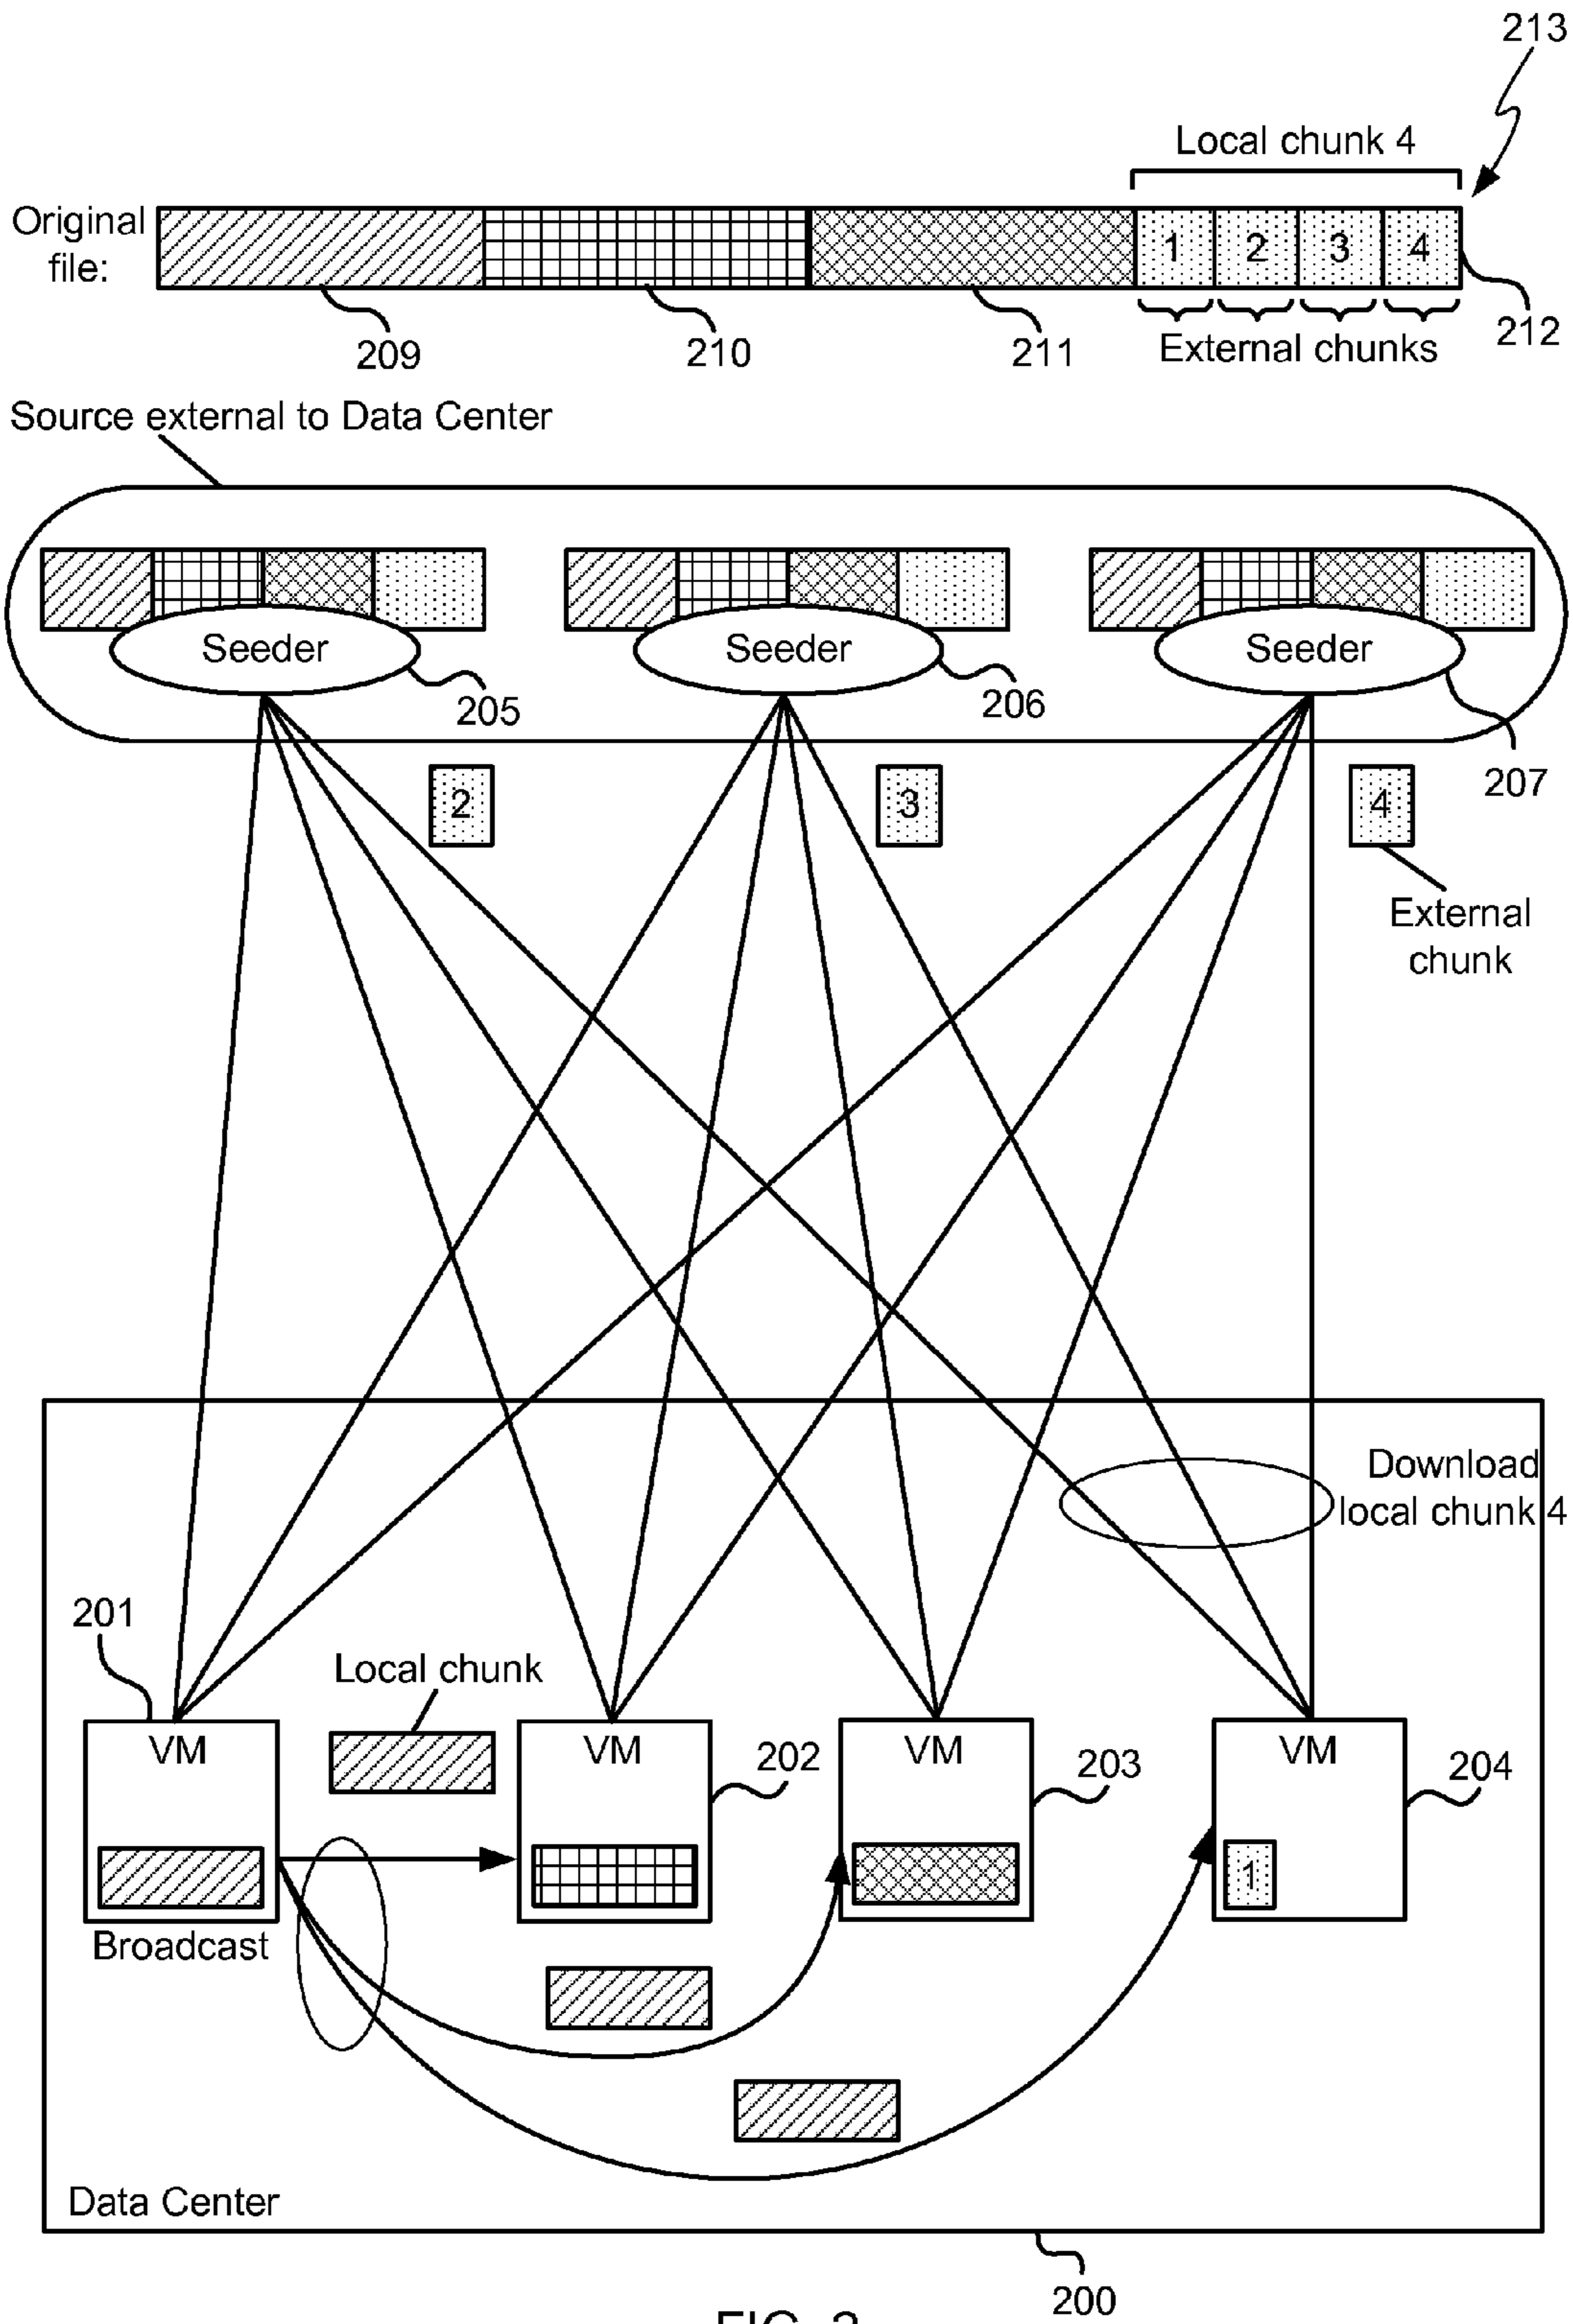 213
Local chunk 4
Original
file:
1 2 3 4
209
210
211
External chunks
212
Source external to Data Center
Seeder
205
Seeder
206
Seeder
207
2
3
4
External
chunk
Download
local chunk 4
201
Local chunk
VM
VM
202
VM
203
VM
204
1
Broadcast
Data Center
200